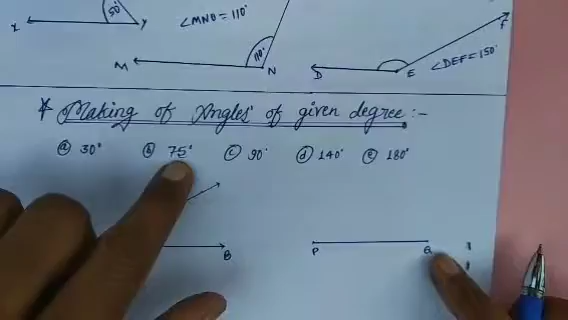 50°
X Y
∠MNO = 110°
110°
M N
D E F
∠DEF = 150°
* Making of Angles of given degree :-
(a) 30° (b) 75° (c) 90° (d) 140° (e) 180°
B P Q